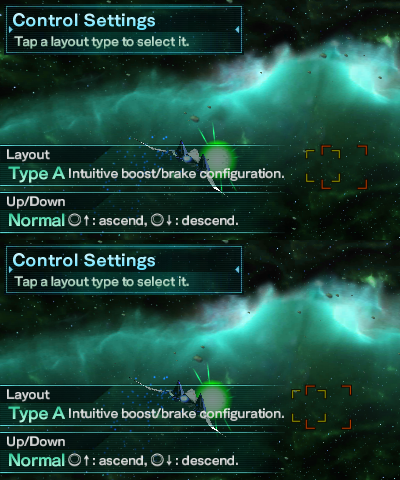 Control Settings
Tap a layout type to select it.
Layout
Type A Intuitive boost/brake configuration.
Up/Down
Normal ◎↑: ascend, ◎↓: descend.
Control Settings
Tap a layout type to select it.
Layout
Type A Intuitive boost/brake configuration.
Up/Down
Normal ◎↑: ascend, ◎↓: descend.